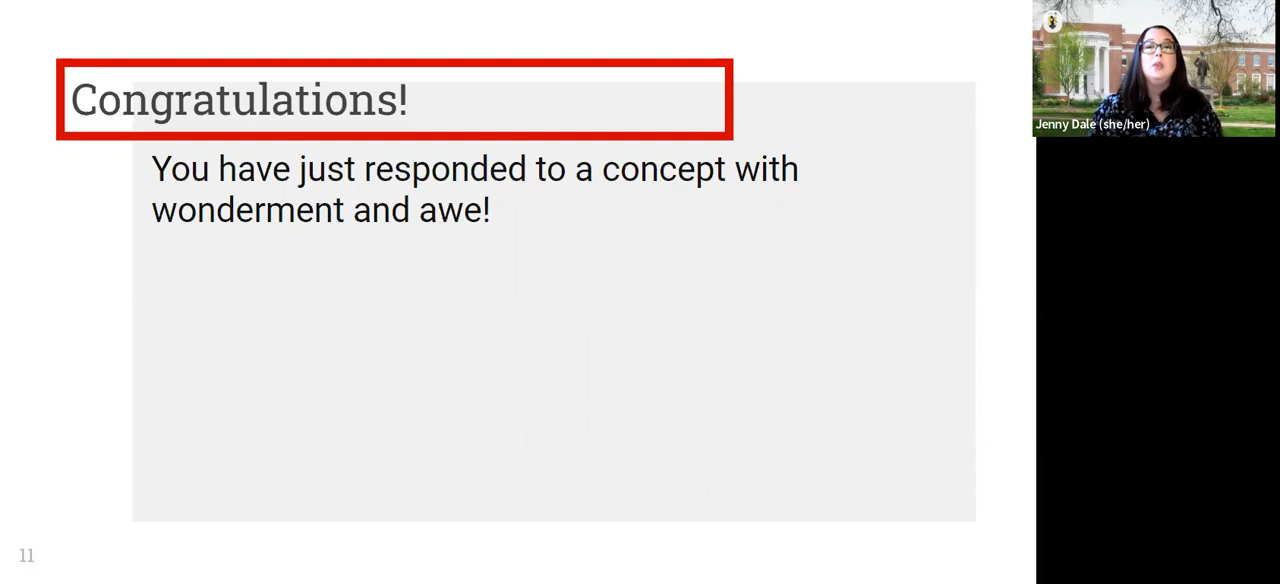 Congratulations!
You have just responded to a concept with
wonderment and awe!
11
Jenny Dale (she/her)